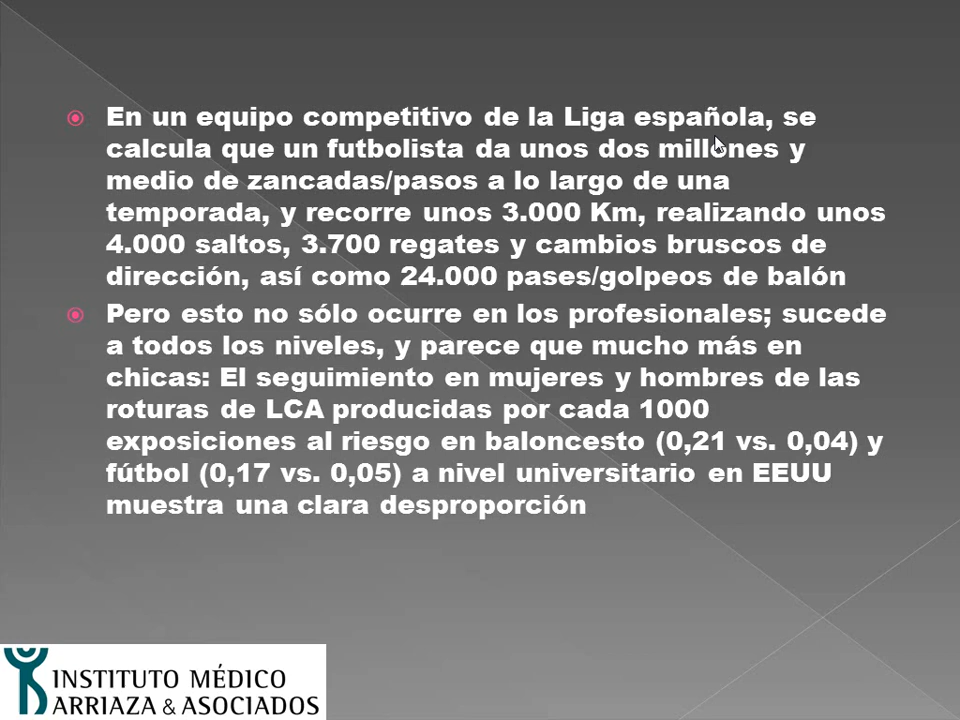 En un equipo competitivo de la Liga española, se
calcula que un futbolista da unos dos millones y
medio de zancadas/pasos a lo largo de una
temporada, y recorre unos 3.000 Km, realizando unos
4.000 saltos, 3.700 regates y cambios bruscos de
dirección, así como 24.000 pases/golpeos de balón
Pero esto no sólo ocurre en los profesionales; sucede
a todos los niveles, y parece que mucho más en
chicas: El seguimiento en mujeres y hombres de las
roturas de LCA producidas por cada 1000
exposiciones al riesgo en baloncesto (0,21 vs. 0,04) y
fútbol (0,17 vs. 0,05) a nivel universitario en EEUU
muestra una clara desproporción
INSTITUTO MÉDICO
ARRIAZA & ASOCIADOS